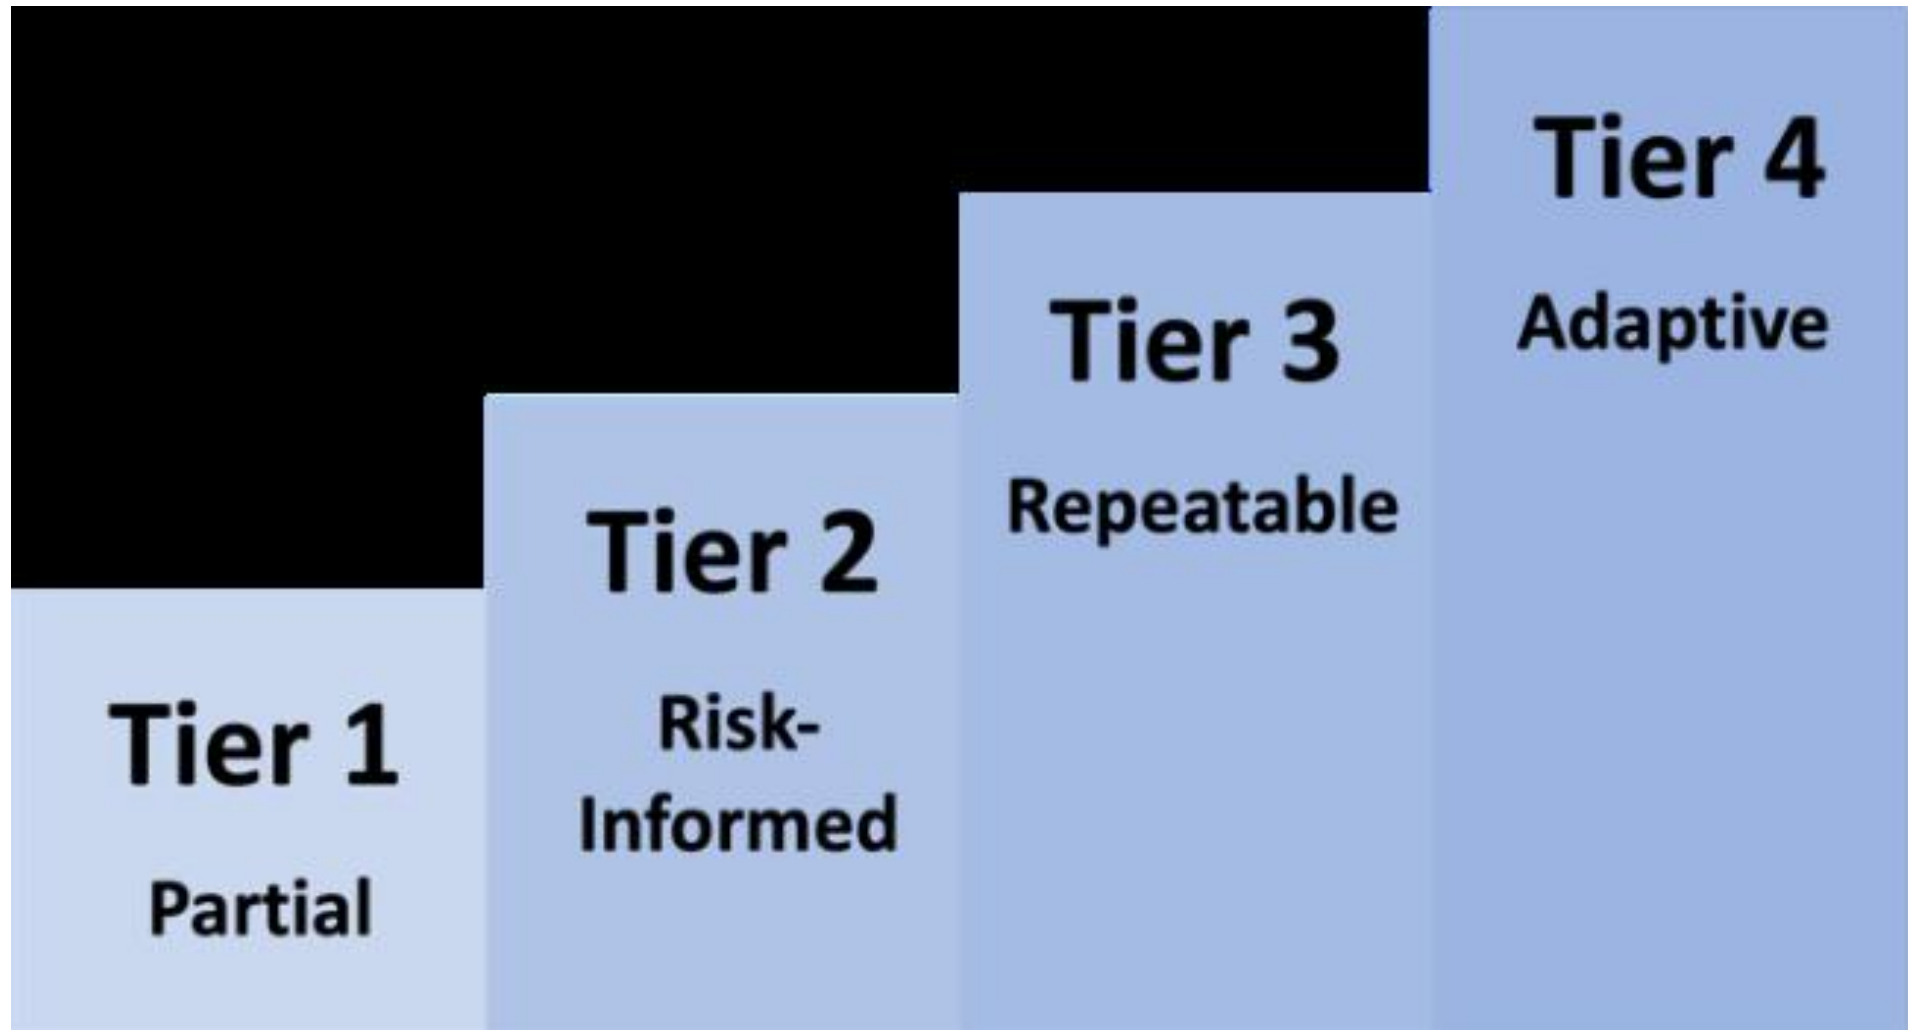 Tier 1
Partial
Tier 2
Risk-
Informed
Tier 3
Repeatable
Tier 4
Adaptive